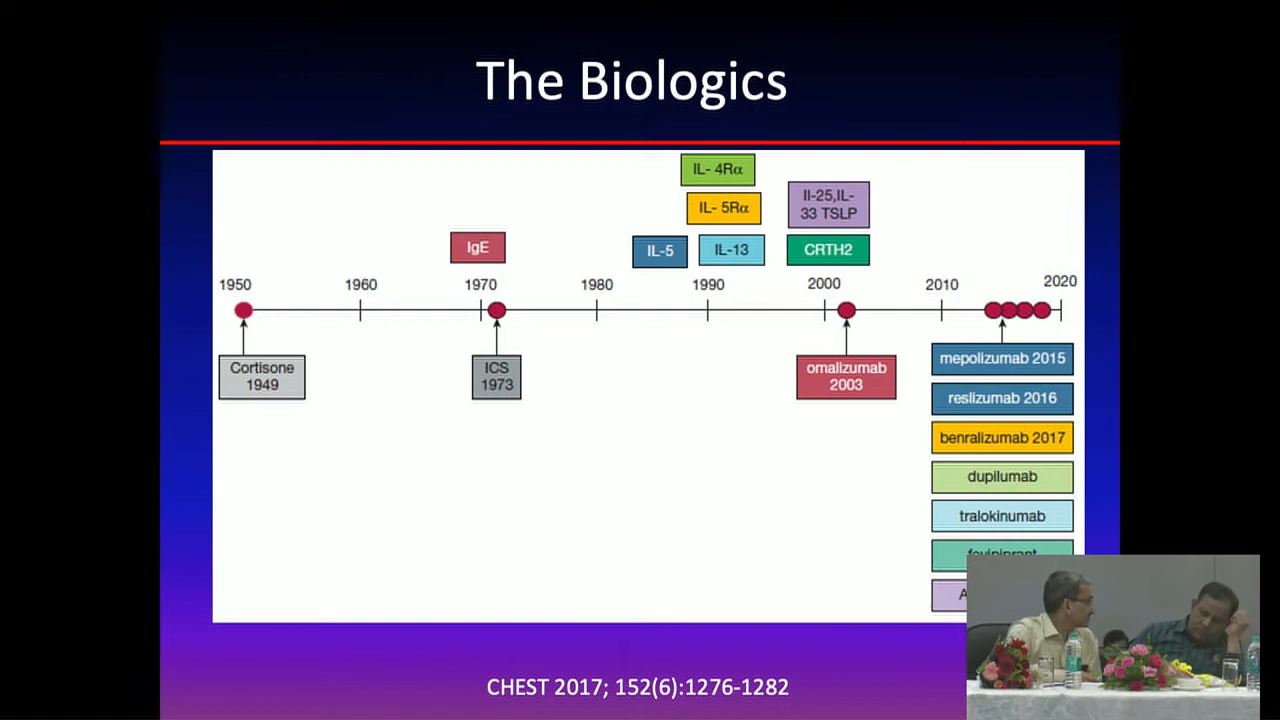 The Biologics
IL- 4Rα
IL- 5Rα
Il-25,IL-
33 TSLP
IgE
IL-5
IL-13
CRTH2
1950
1960
1970
1980
1990
2000
2010
2020
Cortisone
1949
ICS
1973
omalizumab
2003
mepolizumab 2015
reslizumab 2016
benralizumab 2017
dupilumab
tralokinumab
fevipiprant
A
CHEST 2017; 152(6):1276-1282